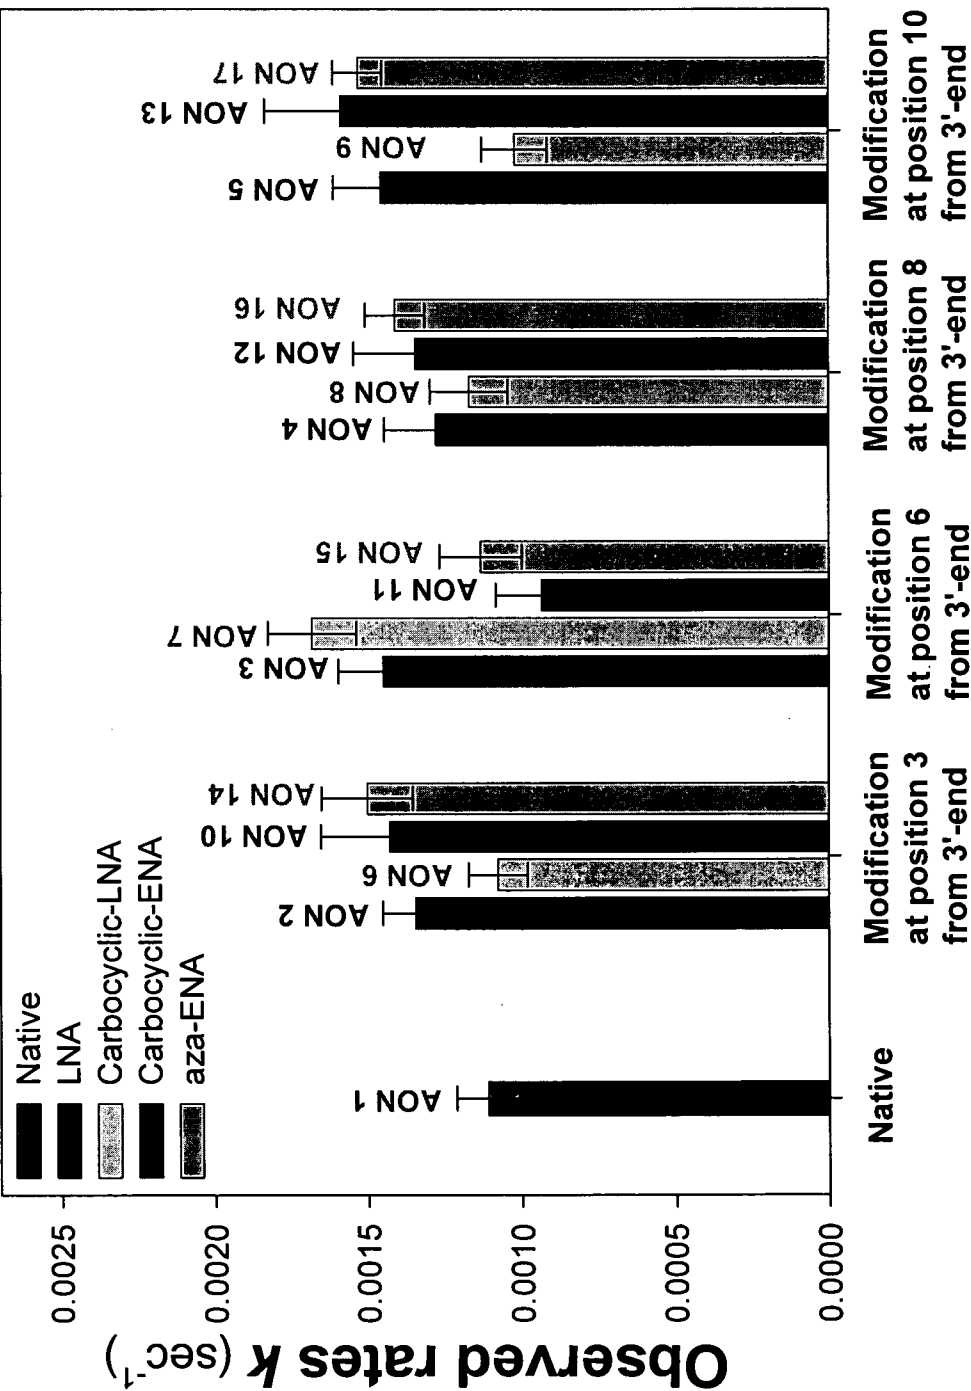 Observed rates k (sec-1)
0.0025
0.0020
0.0015
0.0010
0.0005
0.0000
Native
LNA
Carbocyclic-LNA
Carbocyclic-ENA
aza-ENA
AON 1
AON 2
AON 6
AON 10
AON 14
AON 3
AON 7
AON 11
AON 15
AON 4
AON 8
AON 12
AON 16
AON 5
AON 9
AON 13
AON 17
Native
Modification
at position 3
from 3'-end
Modification
at position 6
from 3'-end
Modification
at position 8
from 3'-end
Modification
at position 10
from 3'-end